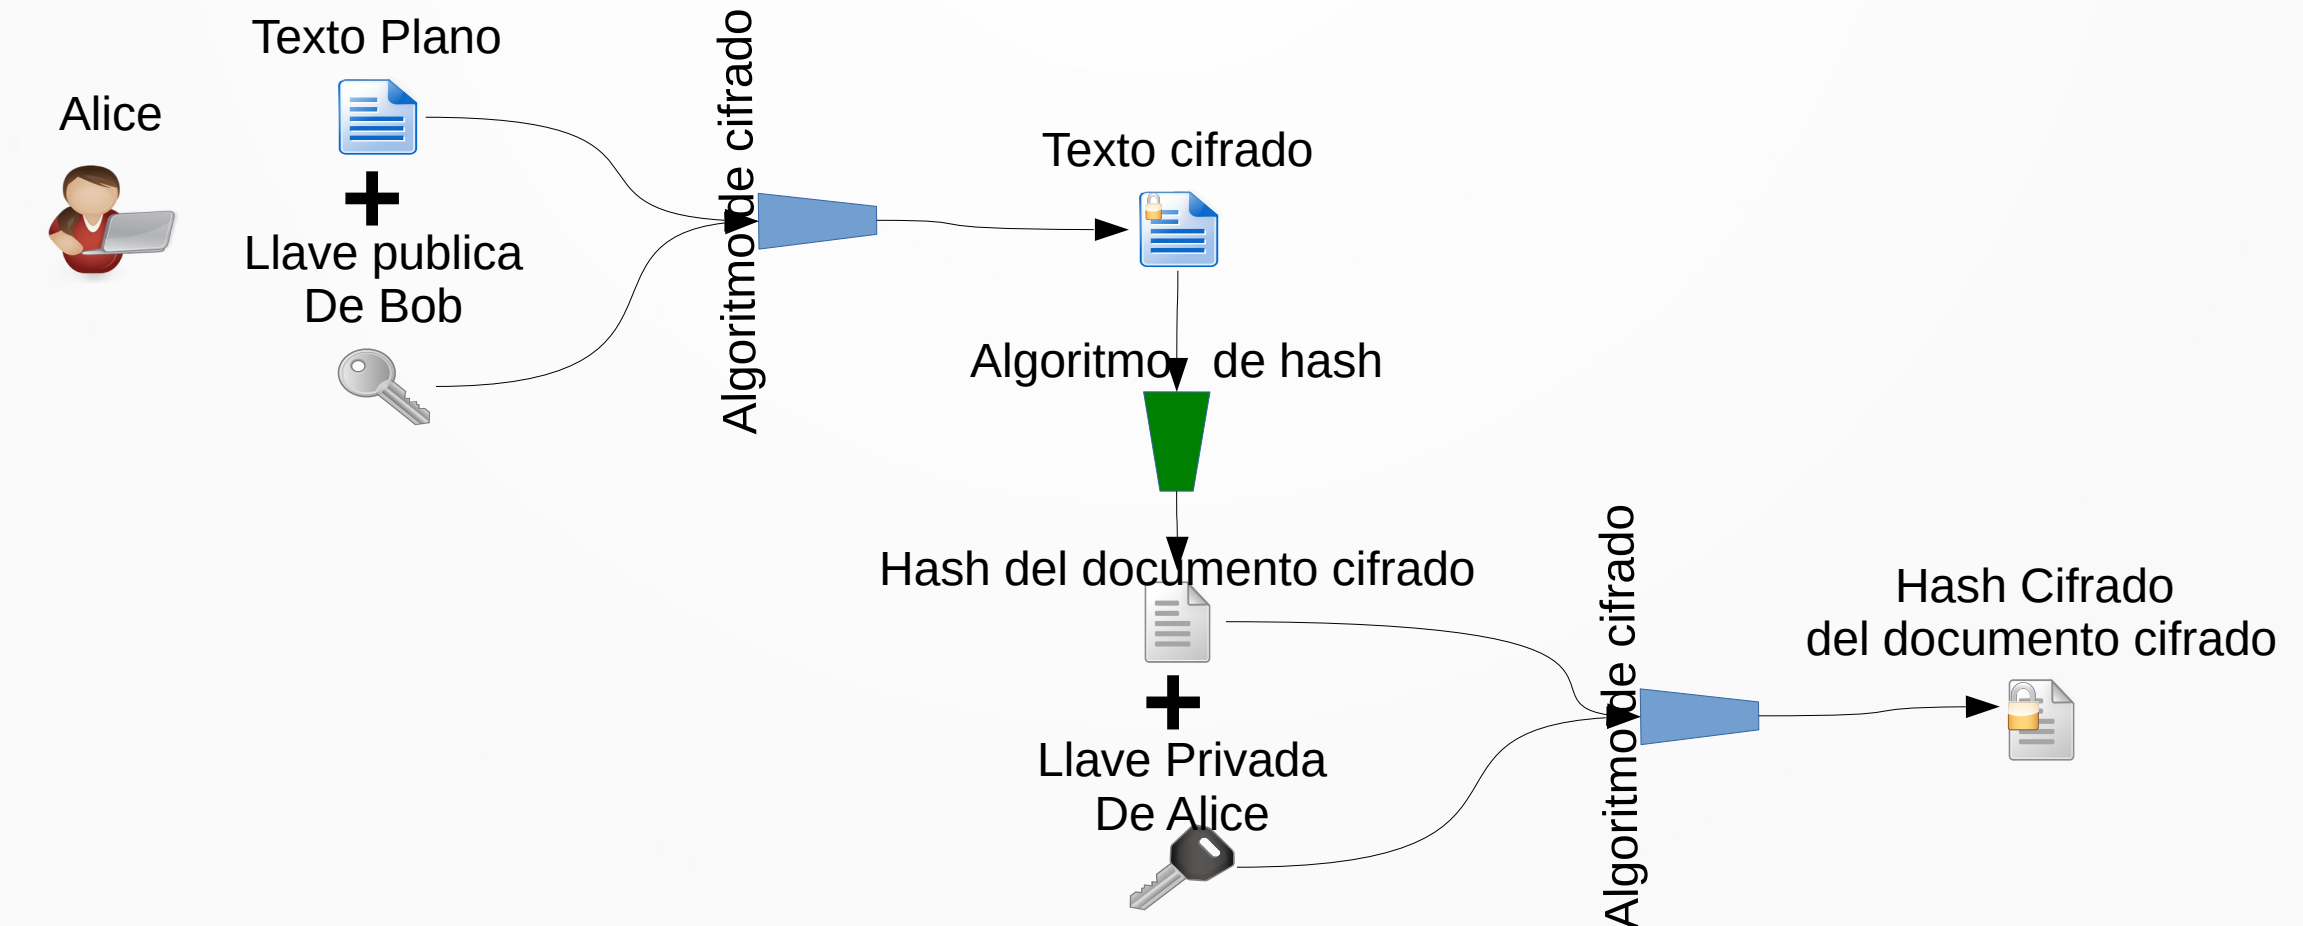 Texto Plano
Alice
Llave publica
De Bob
Algoritmo de cifrado
Texto cifrado
Algoritmo de hash
Hash del documento cifrado
Llave Privada
De Alice
Algoritmo de cifrado
Hash Cifrado
del documento cifrado